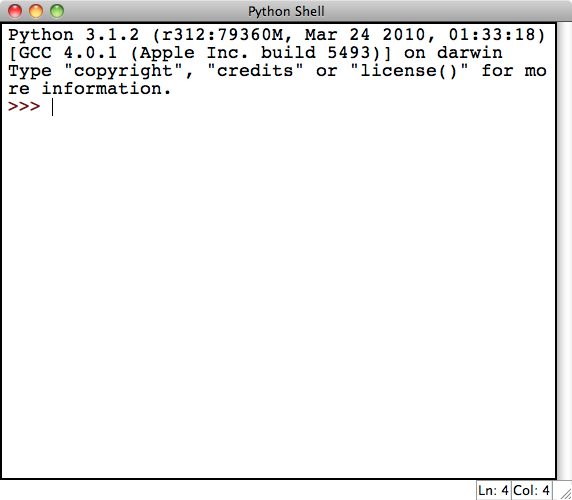 Python Shell
Python 3.1.2 (r312:79360M, Mar 24 2010, 01:33:18)
[GCC 4.0.1 (Apple Inc. build 5493)] on darwin
Type "copyright", "credits" or "license()" for mo
re information.
>>>
Ln: 4 Col: 4